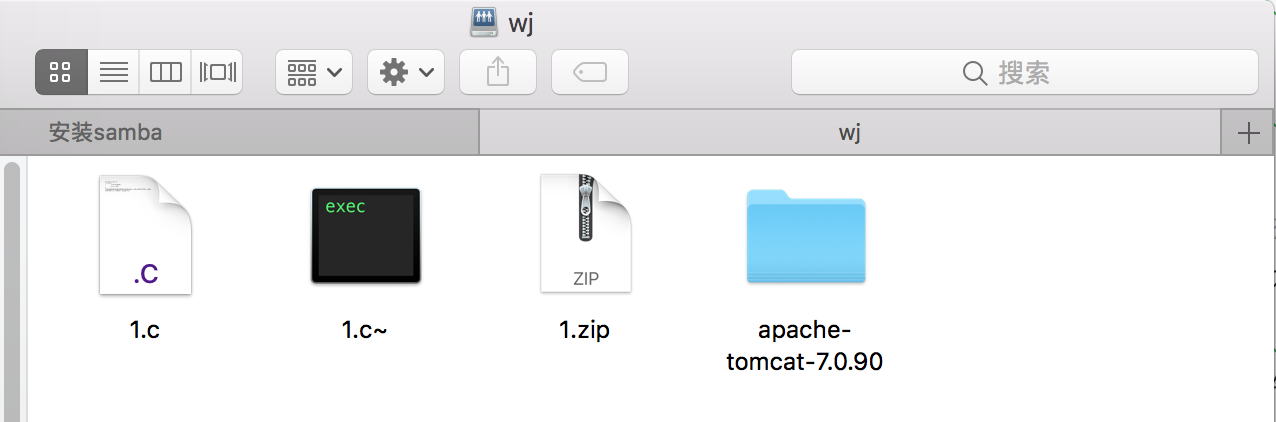 wj
搜索
安装samba
wj
exec
.C
ZIP
1.c
1.c~
1.zip
apache-
tomcat-7.0.90